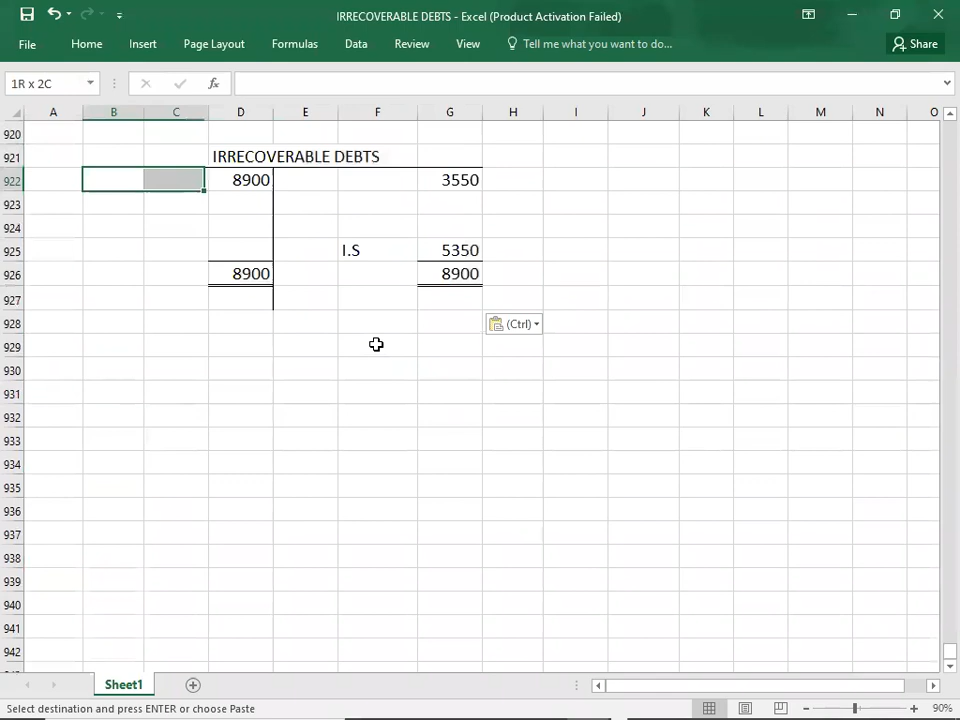 IRRECOVERABLE DEBTS - Excel (Product Activation Failed)
File Home Insert Page Layout Formulas Data Review View Tell me what you want to do... Share
1R x 2C fx
A B C D E F G H I J K L M N O
920
921 IRRECOVERABLE DEBTS
922 8900 3550
923
924
925 I.S 5350
926 8900 8900
927
928 (Ctrl)
929
930
931
932
933
934
935
936
937
938
939
940
941
942
Sheet1
Select destination and press ENTER or choose Paste 90%